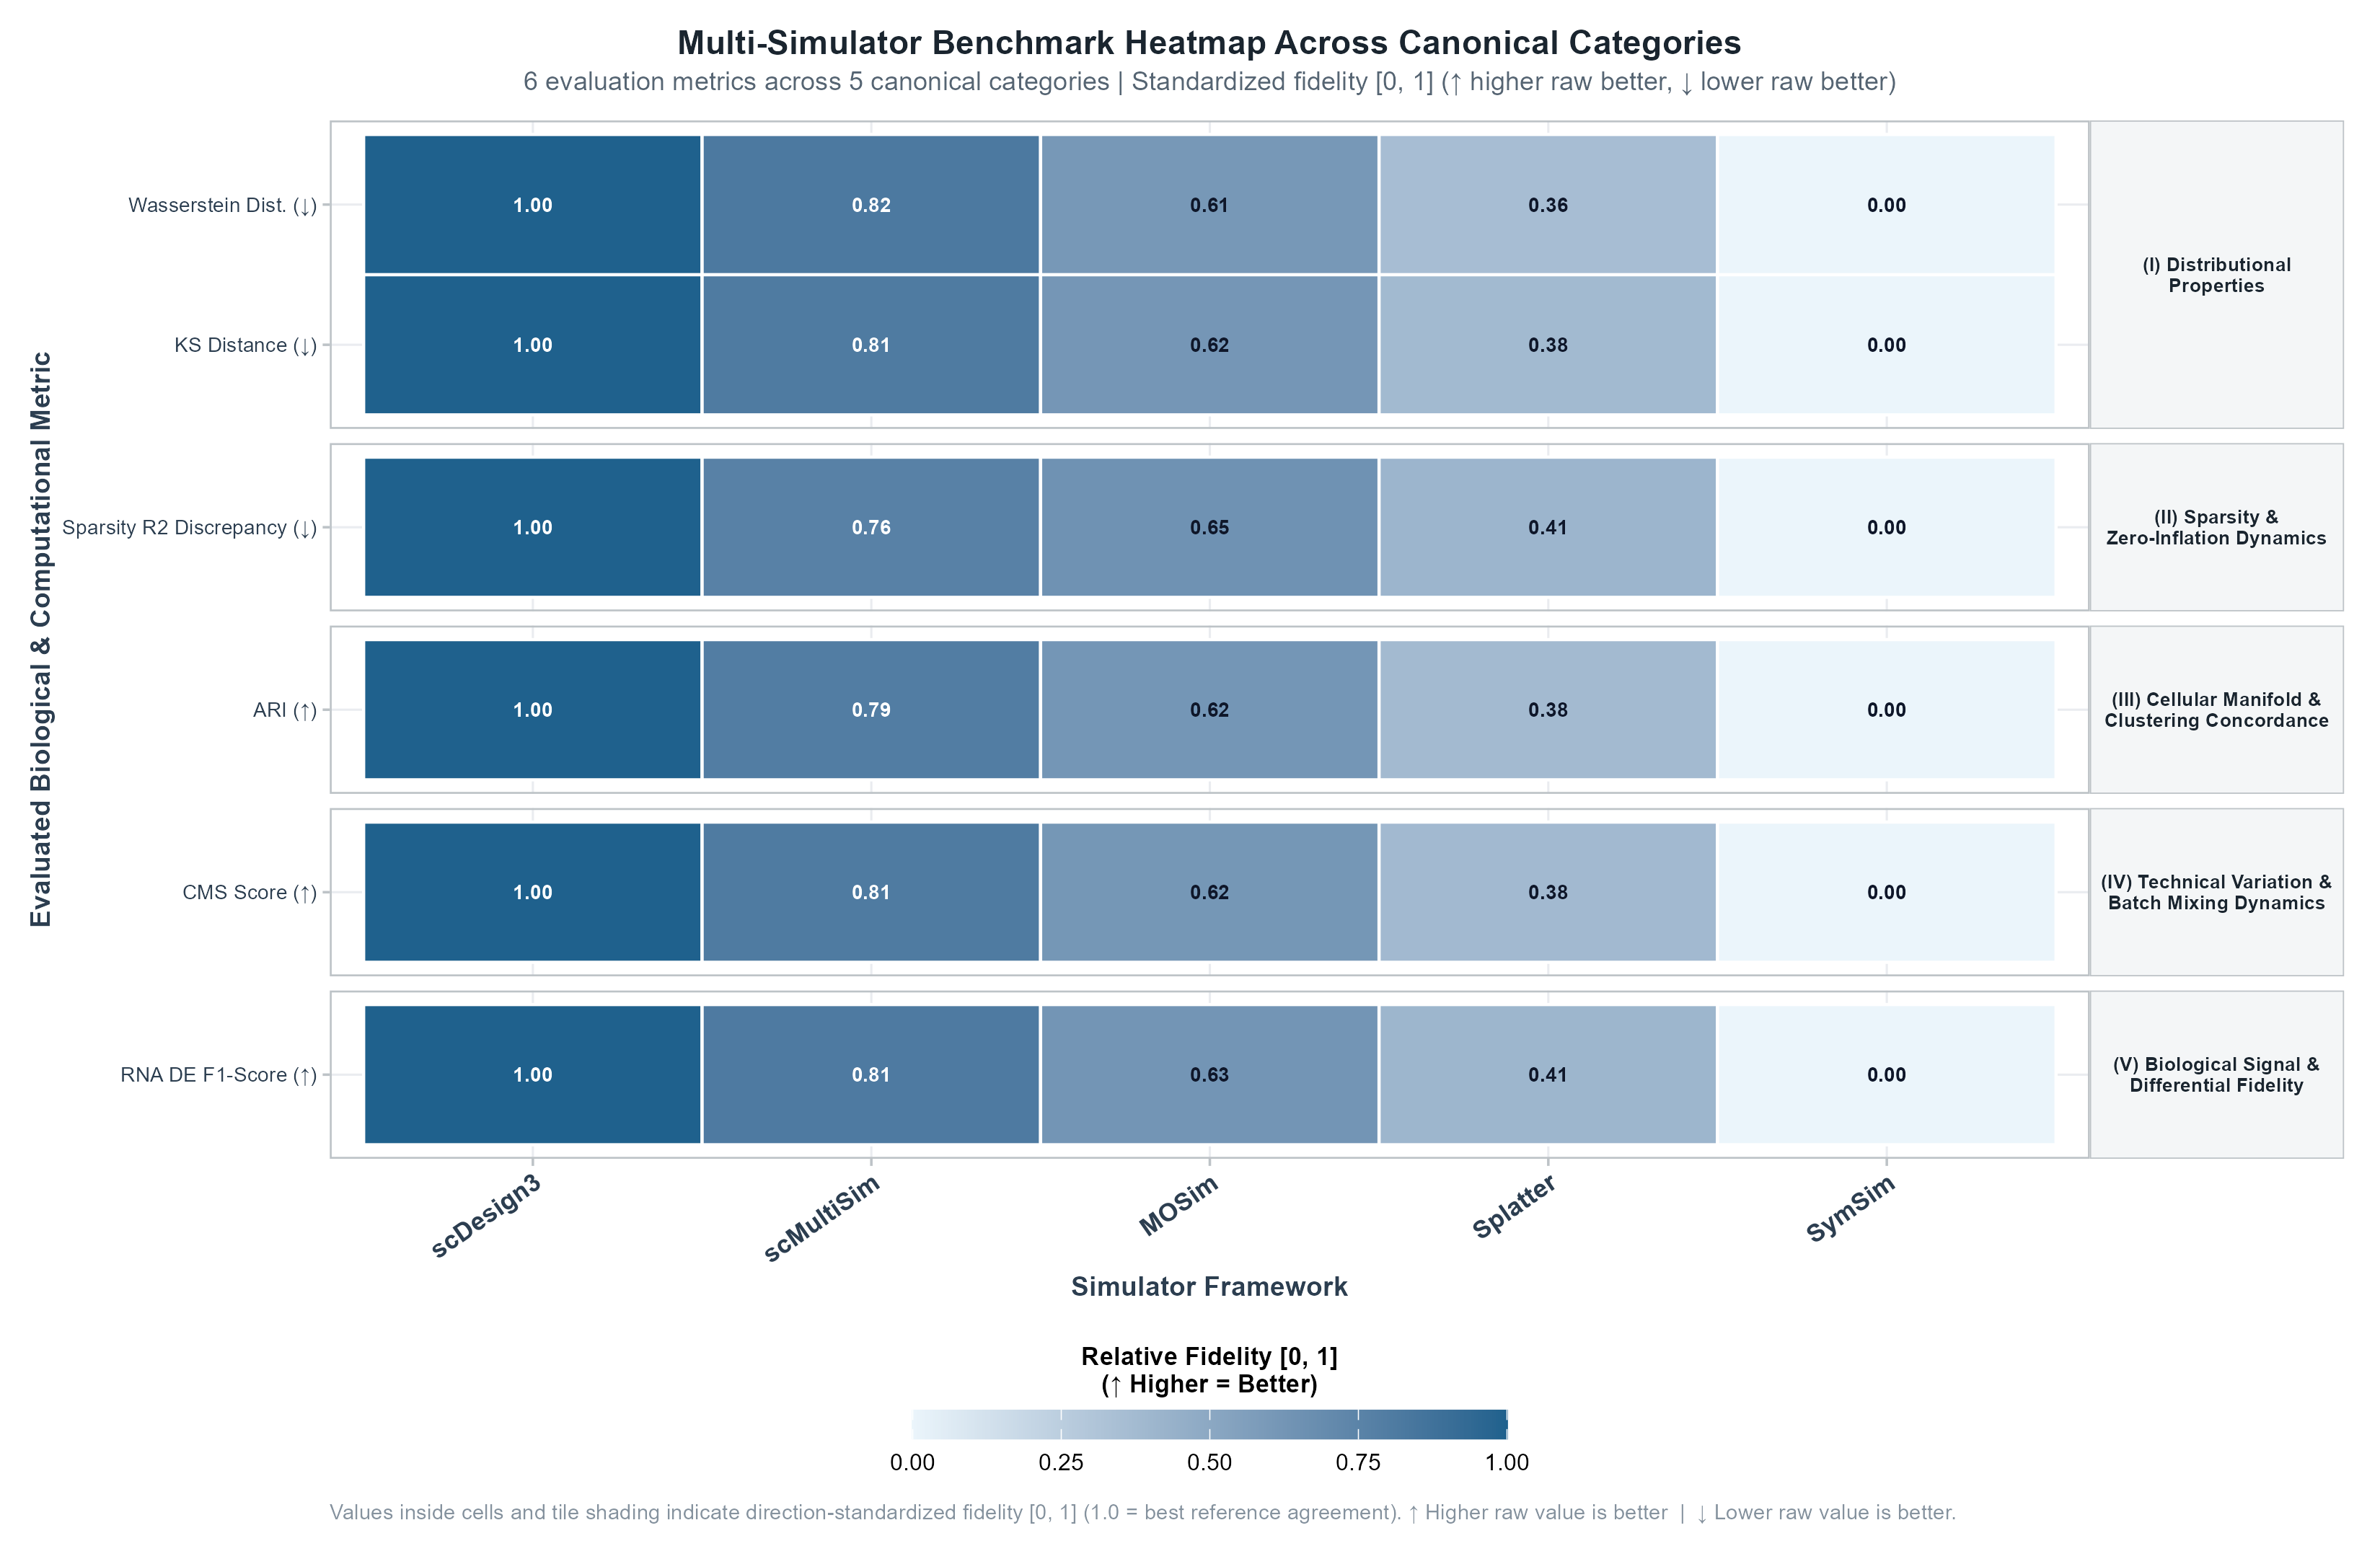 Multi-Simulator Benchmark Heatmap Across Canonical Categories
6 evaluation metrics across 5 canonical categories | Standardized fidelity [0, 1] (↑ higher raw better, ↓ lower raw better)
Evaluated Biological & Computational Metric
Wasserstein Dist. (↓) 1.00 0.82 0.61 0.36 0.00
KS Distance (↓) 1.00 0.81 0.62 0.38 0.00
(I) Distributional
Properties
Sparsity R2 Discrepancy (↓) 1.00 0.76 0.65 0.41 0.00
(II) Sparsity &
Zero-Inflation Dynamics
ARI (↑) 1.00 0.79 0.62 0.38 0.00
(III) Cellular Manifold &
Clustering Concordance
CMS Score (↑) 1.00 0.81 0.62 0.38 0.00
(IV) Technical Variation &
Batch Mixing Dynamics
RNA DE F1-Score (↑) 1.00 0.81 0.63 0.41 0.00
(V) Biological Signal &
Differential Fidelity
scDesign3 scMultiSim MOSim Splatter SymSim
Simulator Framework
Relative Fidelity [0, 1]
(↑ Higher = Better)
0.00 0.25 0.50 0.75 1.00
Values inside cells and tile shading indicate direction-standardized fidelity [0, 1] (1.0 = best reference agreement). ↑ Higher raw value is better | ↓ Lower raw value is better.